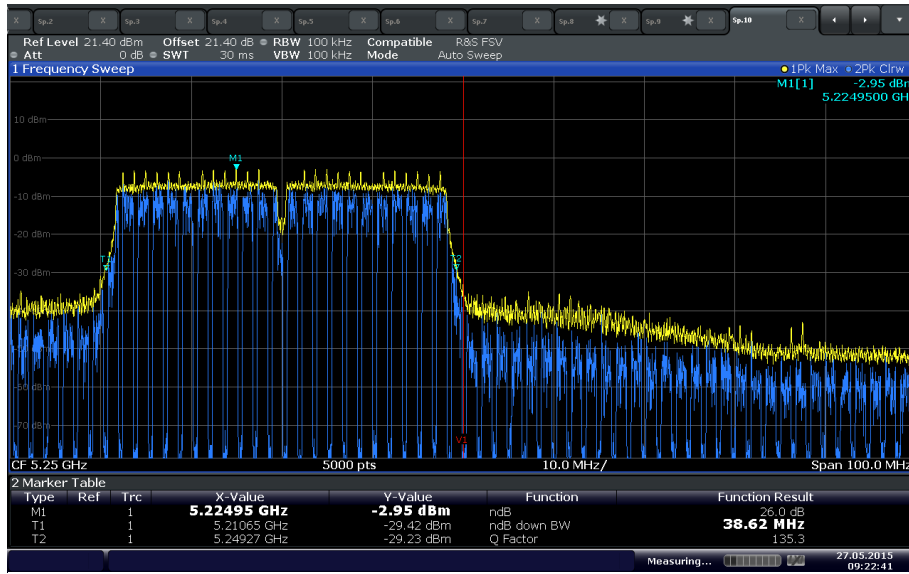 X Sp.2 X Sp.3 X Sp.4 X Sp.5 X Sp.6 X Sp.7 X Sp.8 X Sp.9 X Sp.10 X
Ref Level 21.40 dBm Offset 21.40 dB RBW 100 kHz Compatible R&S FSV
Att 0 dB SWT 30 ms VBW 100 kHz Mode Auto Sweep
1 Frequency Sweep 1Pk Max 2Pk Clrw
M1[1] -2.95 dBm
5.2249500 GH
10 dBm
0 dBm
M1
-10 dBm
-20 dBm
T2
-30 dBm
-50 dBm
-70 dBm
V1
CF 5.25 GHz 5000 pts 10.0 MHz/ Span 100.0 MHz
2 Marker Table
Type Ref Trc X-Value Y-Value Function Function Result
M1 1 5.22495 GHz -2.95 dBm ndB 26.0 dB
T1 1 5.21065 GHz -29.42 dBm ndB down BW 38.62 MHz
T2 1 5.24927 GHz -29.23 dBm Q Factor 135.3
Measuring... 27.05.2015
09:22:41